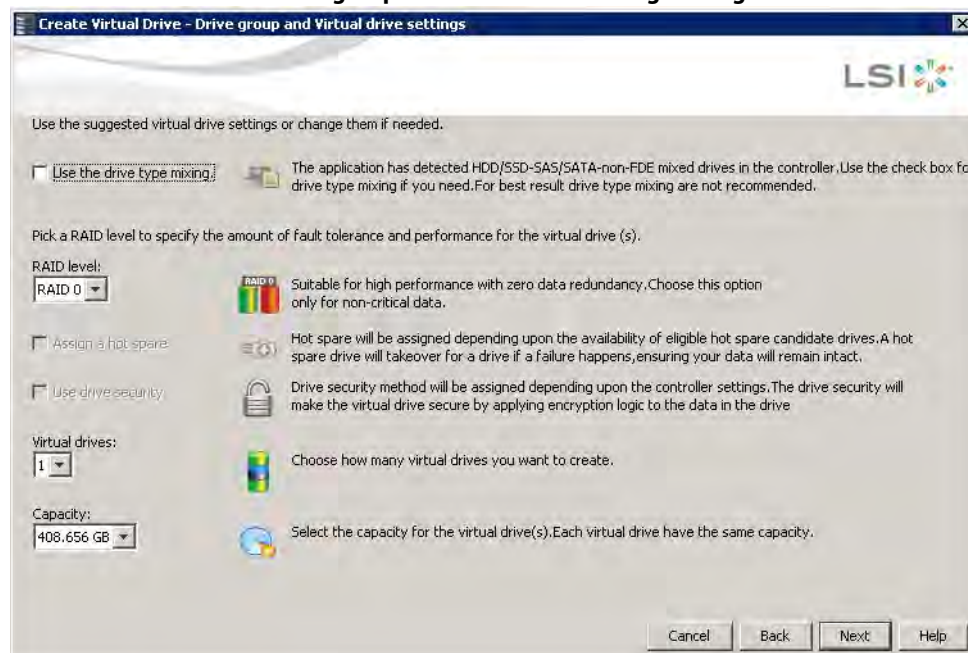 Create Virtual Drive - Drive group and Virtual drive settings
LSI
Use the suggested virtual drive settings or change them if needed.
Use the drive type mixing.
The application has detected HDD/SSD-SAS/SATA-non-FDE mixed drives in the controller.Use the check box fo
drive type mixing if you need.For best result drive type mixing are not recommended.
Pick a RAID level to specify the amount of fault tolerance and performance for the virtual drive (s).
RAID level:
RAID 0
RAID 0
Suitable for high performance with zero data redundancy.Choose this option
only for non-critical data.
Assign a hot spare
Hot spare will be assigned depending upon the availability of eligible hot spare candidate drives.A hot
spare drive will takeover for a drive if a failure happens,ensuring your data will remain intact.
Use drive security
Drive security method will be assigned depending upon the controller settings.The drive security will
make the virtual drive secure by applying encryption logic to the data in the drive
Virtual drives:
1
Choose how many virtual drives you want to create.
Capacity:
408.656 GB
Select the capacity for the virtual drive(s).Each virtual drive have the same capacity.
Cancel
Back
Next
Help